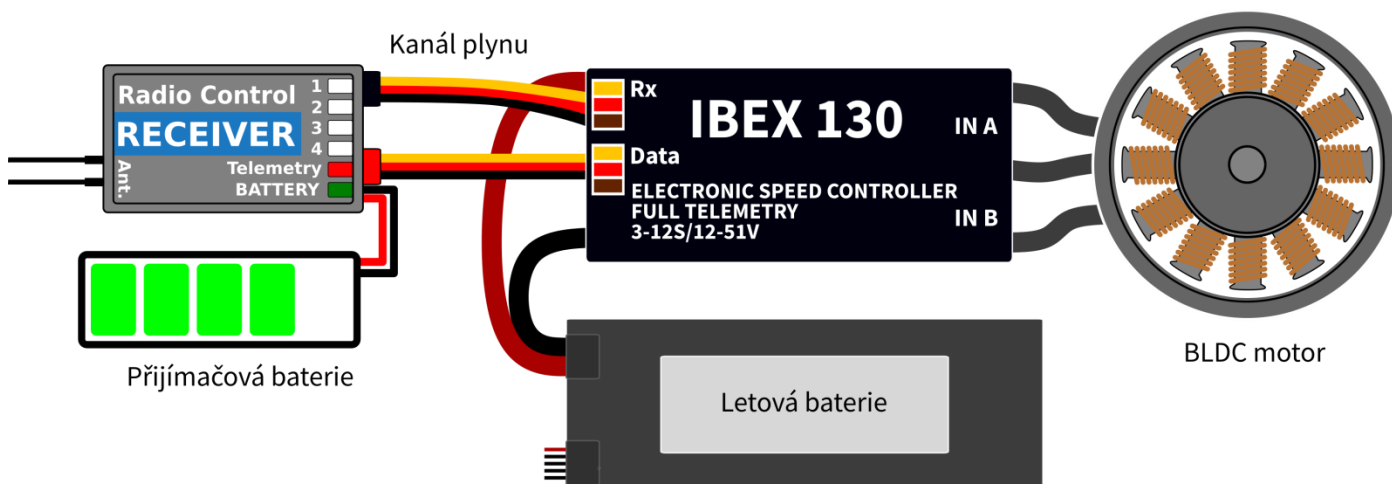 Kanál plynu
Radio Control
RECEIVER
1
2
3
4
Telemetry
BATTERY
Ant.
Rx
Data
IBEX 130
ELECTRONIC SPEED CONTROLLER
FULL TELEMETRY
3-12S/12-51V
IN A
IN B
BLDC motor
Přijímačová baterie
Letová baterie